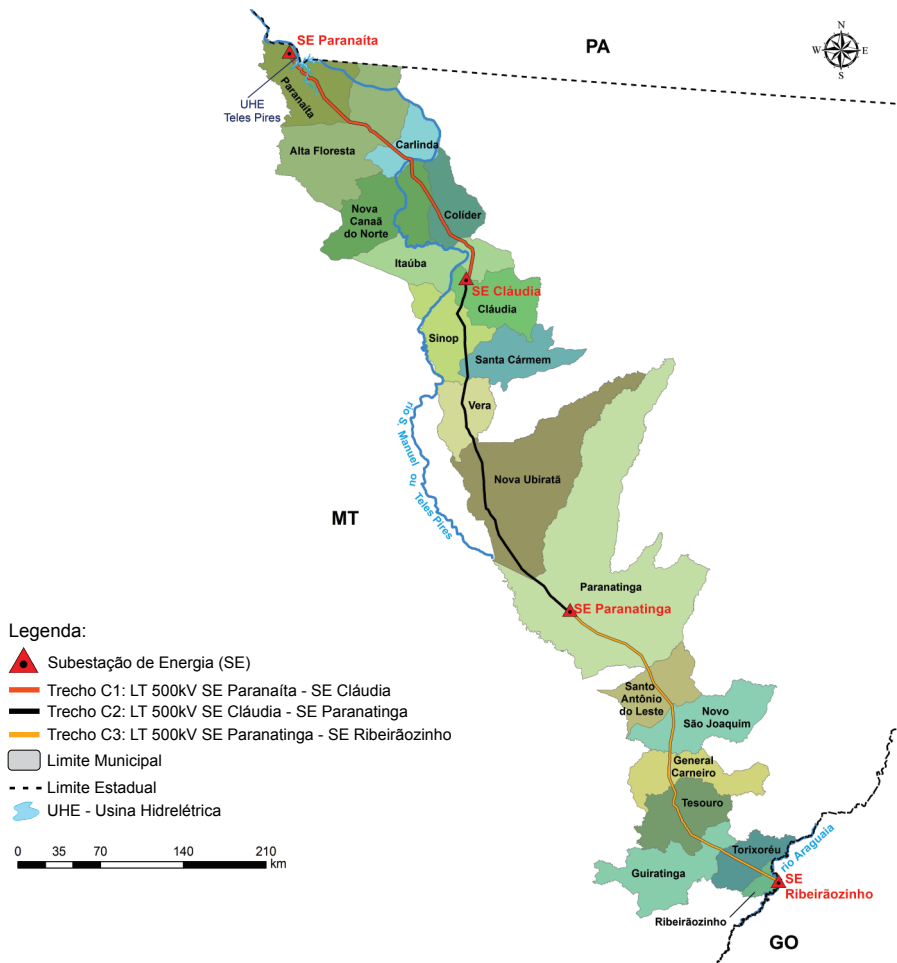 SE Paranaíta
PA
N
W
E
S
UHE
Teles Pires
Paranaíta
Carlinda
Alta Floresta
Nova
Canaã
do Norte
Colíder
Itaúba
SE Cláudia
Cláudia
Sinop
Santa Cármem
Vera
rio S. Manuel no Teles Pires
Nova Ubiratã
MT
Paranatinga
SE Paranatinga
Legenda:
Subestação de Energia (SE)
Trecho C1: LT 500kV SE Paranaíta - SE Cláudia
Trecho C2: LT 500kV SE Cláudia - SE Paranatinga
Trecho C3: LT 500kV SE Paranatinga - SE Ribeirãozinho
Limite Municipal
Limite Estadual
UHE - Usina Hidrelétrica
0 35 70 140 210
km
Santo
Antônio
do Leste
Novo
São Joaquim
General
Carneiro
Tesouro
Torixoréu
rio Araguaia
Guiratinga
SE
Ribeirãozinho
Ribeirãozinho
GO